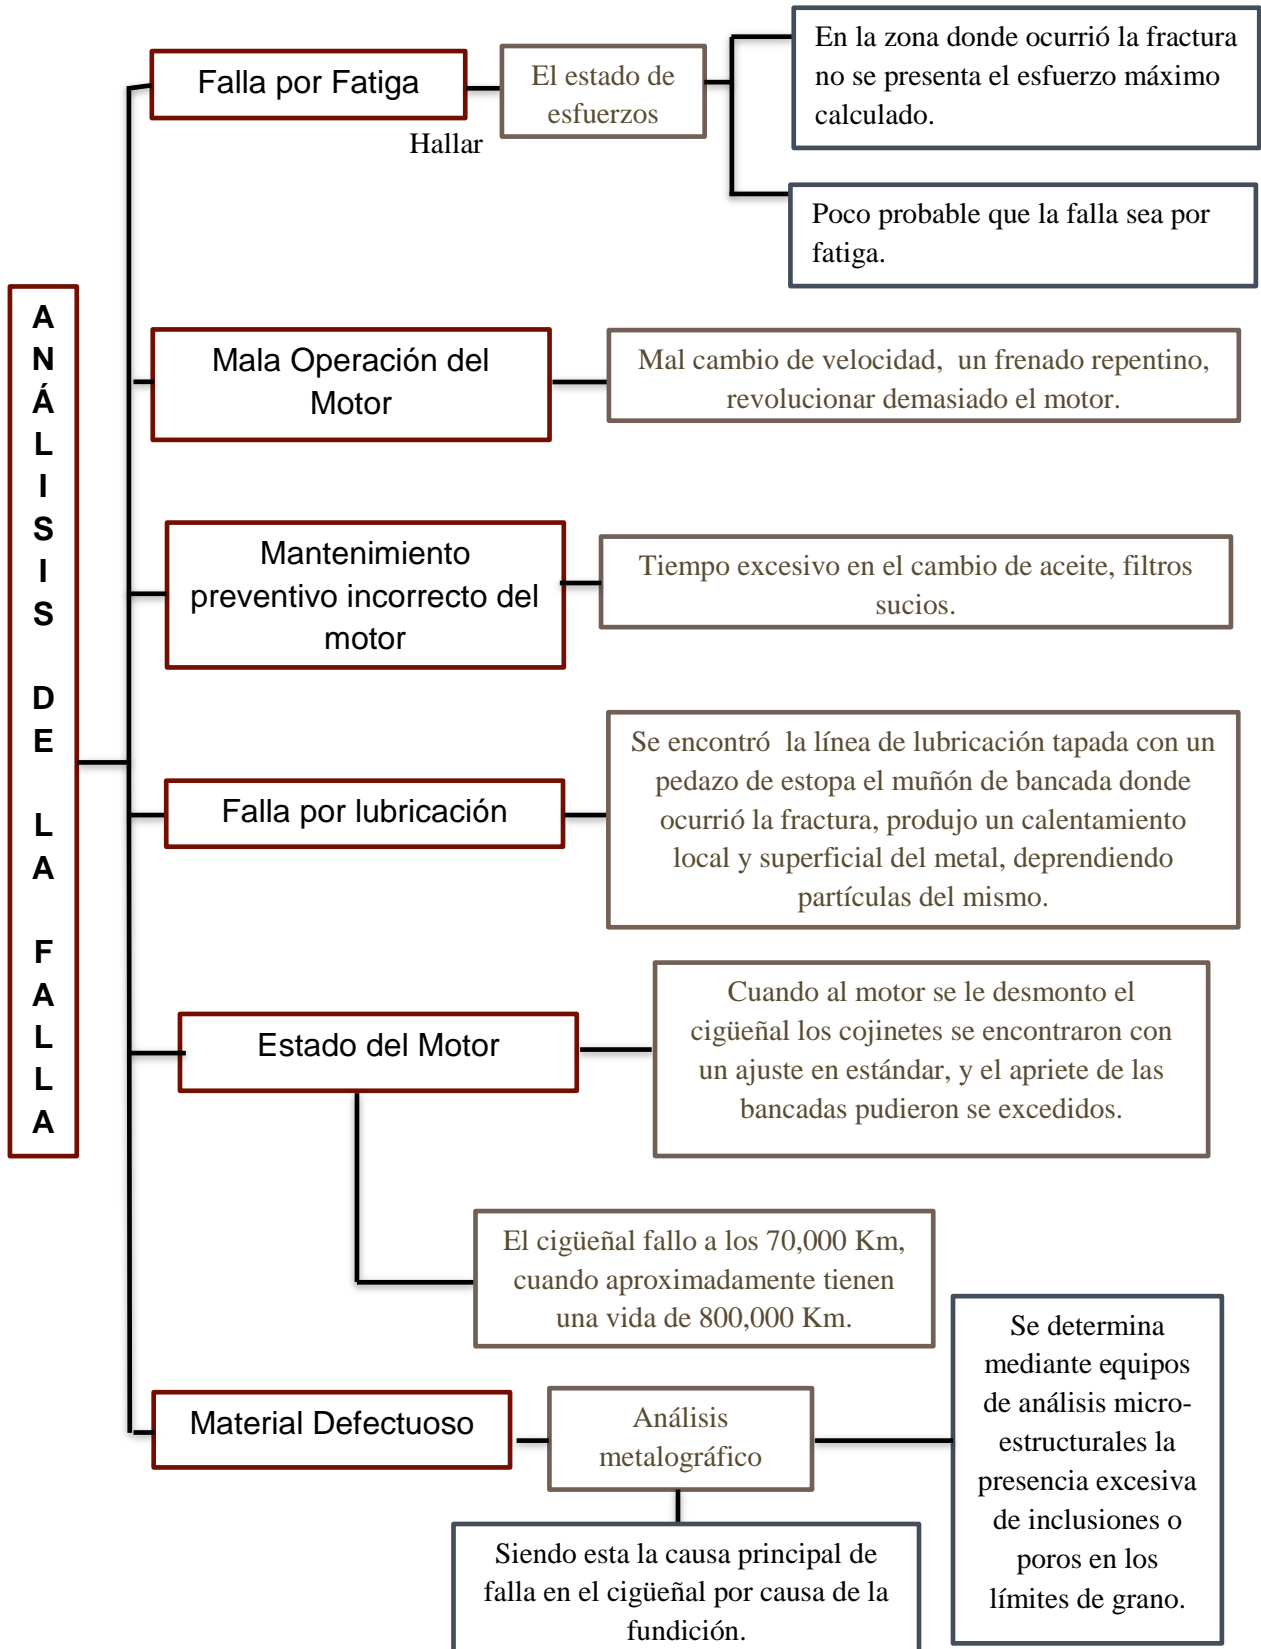 ANÁLISIS DE LA FALLA
Falla por Fatiga
Hallar
El estado de
esfuerzos
En la zona donde ocurrió la fractura
no se presenta el esfuerzo máximo
calculado.
Poco probable que la falla sea por
fatiga.
Mala Operación del
Motor
Mal cambio de velocidad,  un frenado repentino,
revolucionar demasiado el motor.
Mantenimiento
preventivo incorrecto del
motor
Tiempo excesivo en el cambio de aceite, filtros
sucios.
Falla por lubricación
Se encontró  la línea de lubricación tapada con un
pedazo de estopa el muñón de bancada donde
ocurrió la fractura, produjo un calentamiento
local y superficial del metal, deprendiendo
partículas del mismo.
Estado del Motor
Cuando al motor se le desmonto el
cigüeñal los cojinetes se encontraron con
un ajuste en estándar, y el apriete de las
bancadas pudieron se excedidos.
El cigüeñal fallo a los 70,000 Km,
cuando aproximadamente tienen
una vida de 800,000 Km.
Material Defectuoso
Análisis
metalográfico
Se determina
mediante equipos
de análisis micro-
estructurales la
presencia excesiva
de inclusiones o
poros en los
límites de grano.
Siendo esta la causa principal de
falla en el cigüeñal por causa de la
fundición.